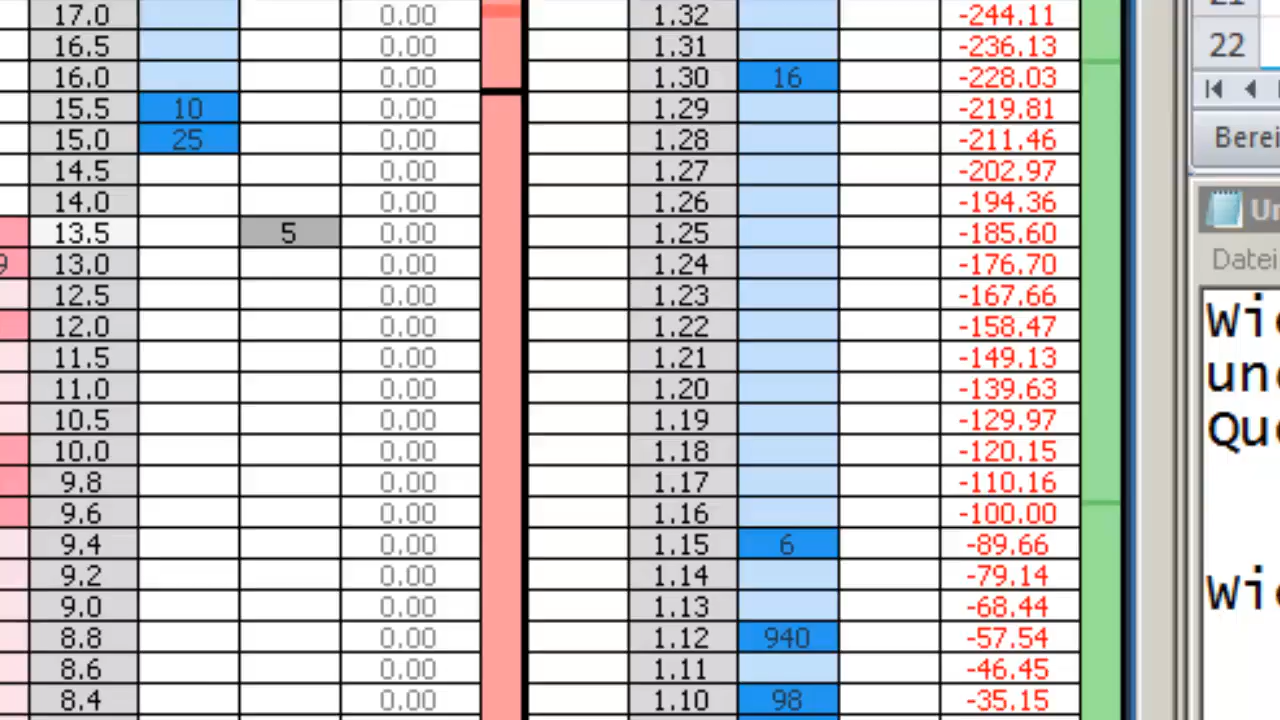 17.0 0.00 1.32 -244.11
16.5 0.00 1.31 -236.13 22
16.0 0.00 1.30 16 -228.03
15.5 10 0.00 1.29 -219.81
15.0 25 0.00 1.28 -211.46 Berei
14.5 0.00 1.27 -202.97
14.0 0.00 1.26 -194.36
13.5 5 0.00 1.25 -185.60 Un
9 13.0 0.00 1.24 -176.70 Datei
12.5 0.00 1.23 -167.66
12.0 0.00 1.22 -158.47 Wie
11.5 0.00 1.21 -149.13
11.0 0.00 1.20 -139.63 und
10.5 0.00 1.19 -129.97
10.0 0.00 1.18 -120.15 Que
9.8 0.00 1.17 -110.16
9.6 0.00 1.16 -100.00
9.4 0.00 1.15 6 -89.66
9.2 0.00 1.14 -79.14
9.0 0.00 1.13 -68.44 Wie
8.8 0.00 1.12 940 -57.54
8.6 0.00 1.11 -46.45
8.4 0.00 1.10 98 -35.15